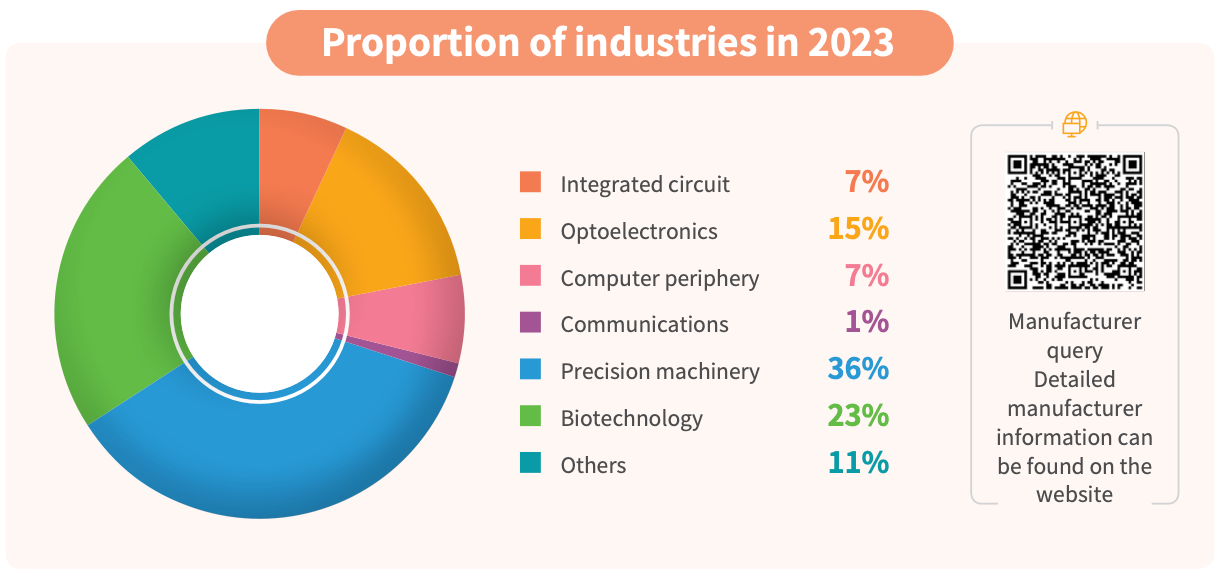 Proportion of industries in 2023
Integrated circuit 7%
Optoelectronics 15%
Computer periphery 7%
Communications 1%
Precision machinery 36%
Biotechnology 23%
Others 11%
Manufacturer
query
Detailed
manufacturer
information can
be found on the
website